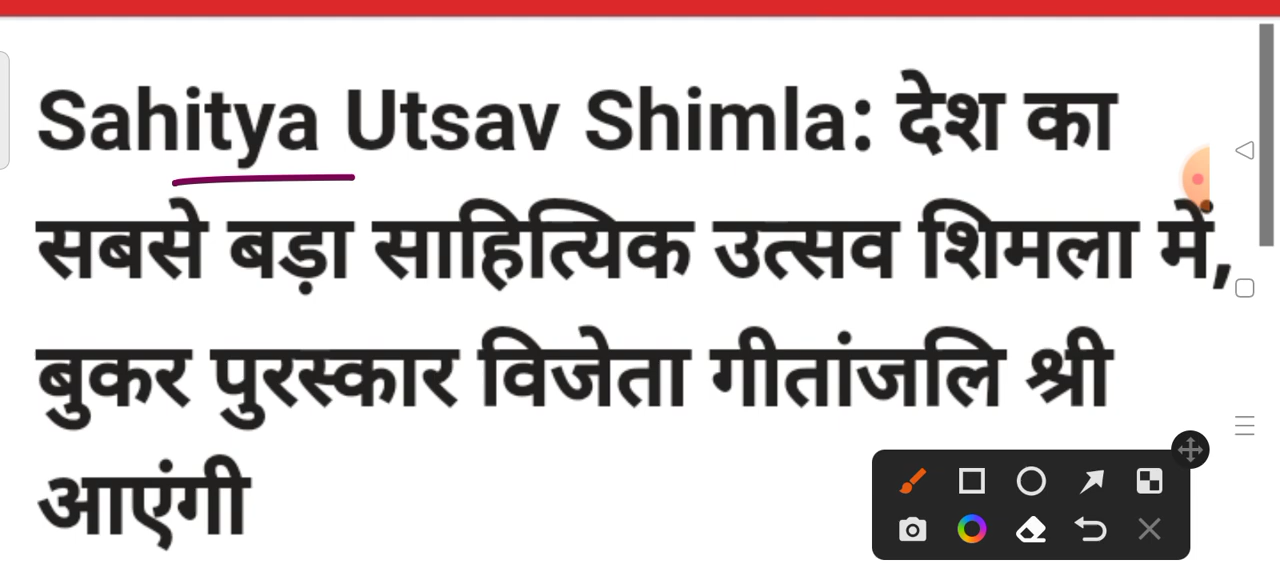 Sahitya Utsav Shimla: देश का
सबसे बड़ा साहित्यिक उत्सव शिमला में,
बुकर पुरस्कार विजेता गीतांजलि श्री
आएंगी